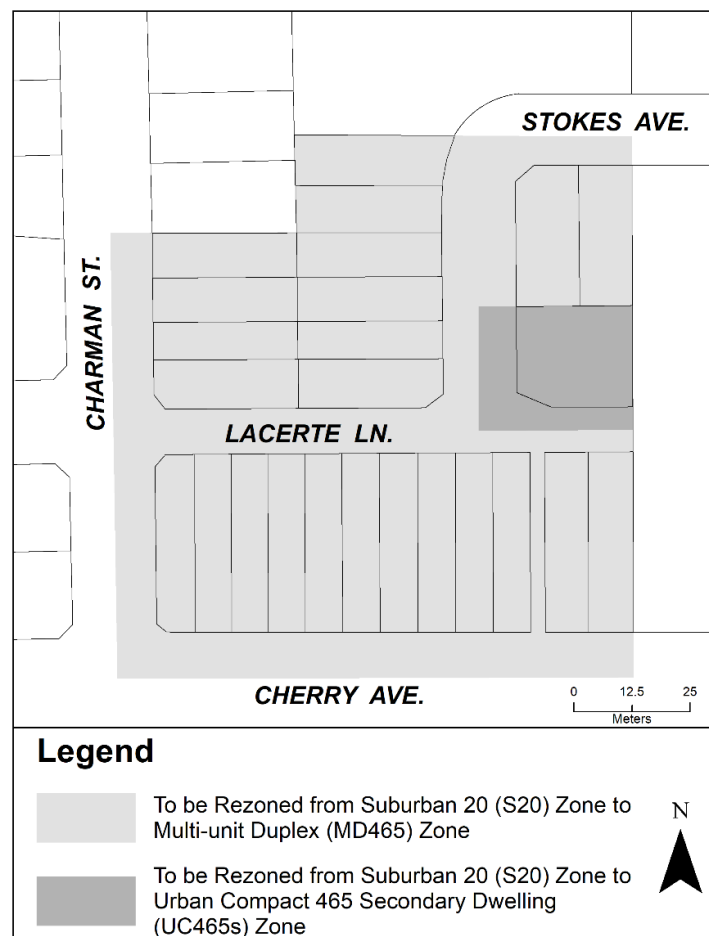 STOKES AVE.
CHARMAN ST.
LACERTE LN.
CHERRY AVE.
0 12.5 25
Meters
Legend
To be Rezoned from Suburban 20 (S20) Zone to
Multi-unit Duplex (MD465) Zone
N
To be Rezoned from Suburban 20 (S20) Zone to
Urban Compact 465 Secondary Dwelling
(UC465s) Zone